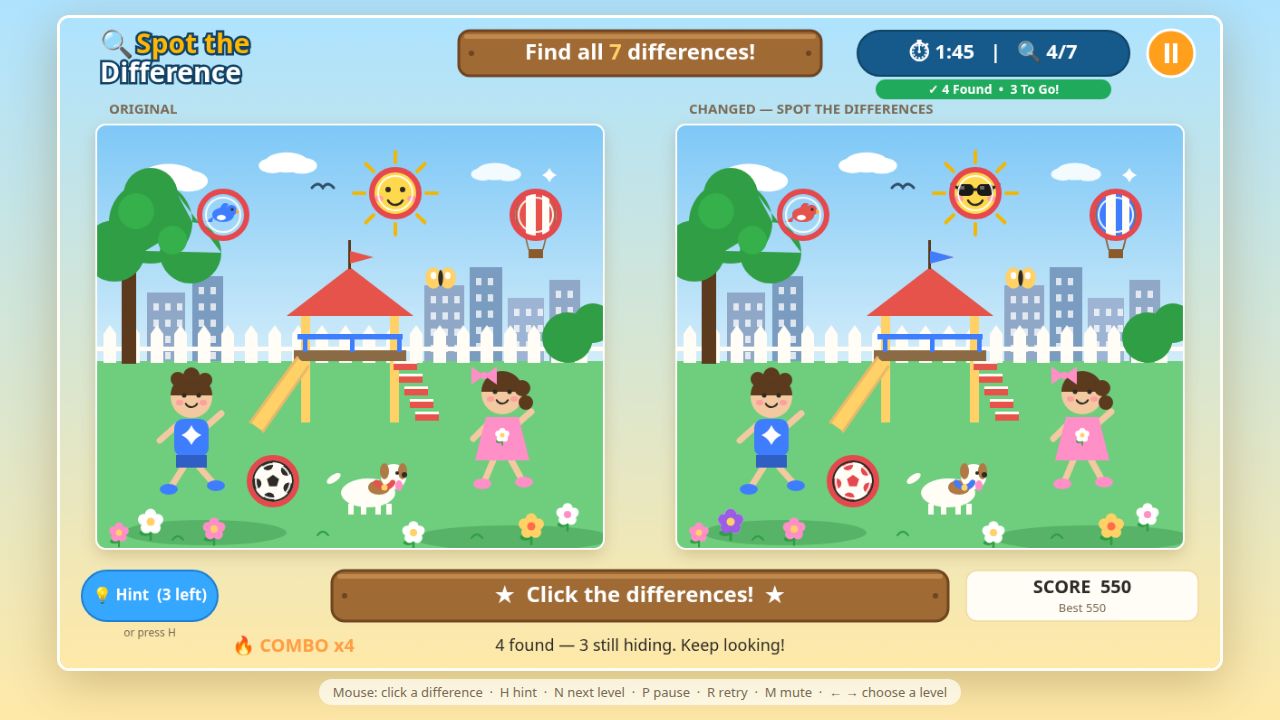 🔍 Spot the
Difference
Find all 7 differences!
⏱ 1:45 | 🔍 4/7
✓ 4 Found • 3 To Go!
ORIGINAL
CHANGED — SPOT THE DIFFERENCES
💡 Hint (3 left)
or press H
★ Click the differences! ★
SCORE 550
Best 550
🔥 COMBO x4
4 found — 3 still hiding. Keep looking!
Mouse: click a difference · H hint · N next level · P pause · R retry · M mute · ← → choose a level